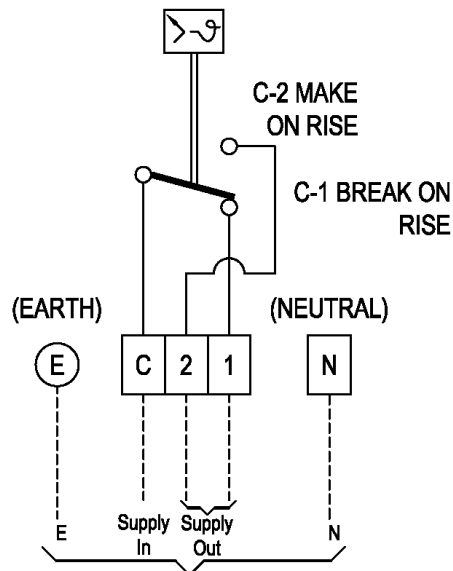 >-ϑ
C-2 MAKE
ON RISE
C-1 BREAK ON
RISE
(EARTH)
(NEUTRAL)
E
C
2
1
N
E
Supply
In
Supply
Out
N